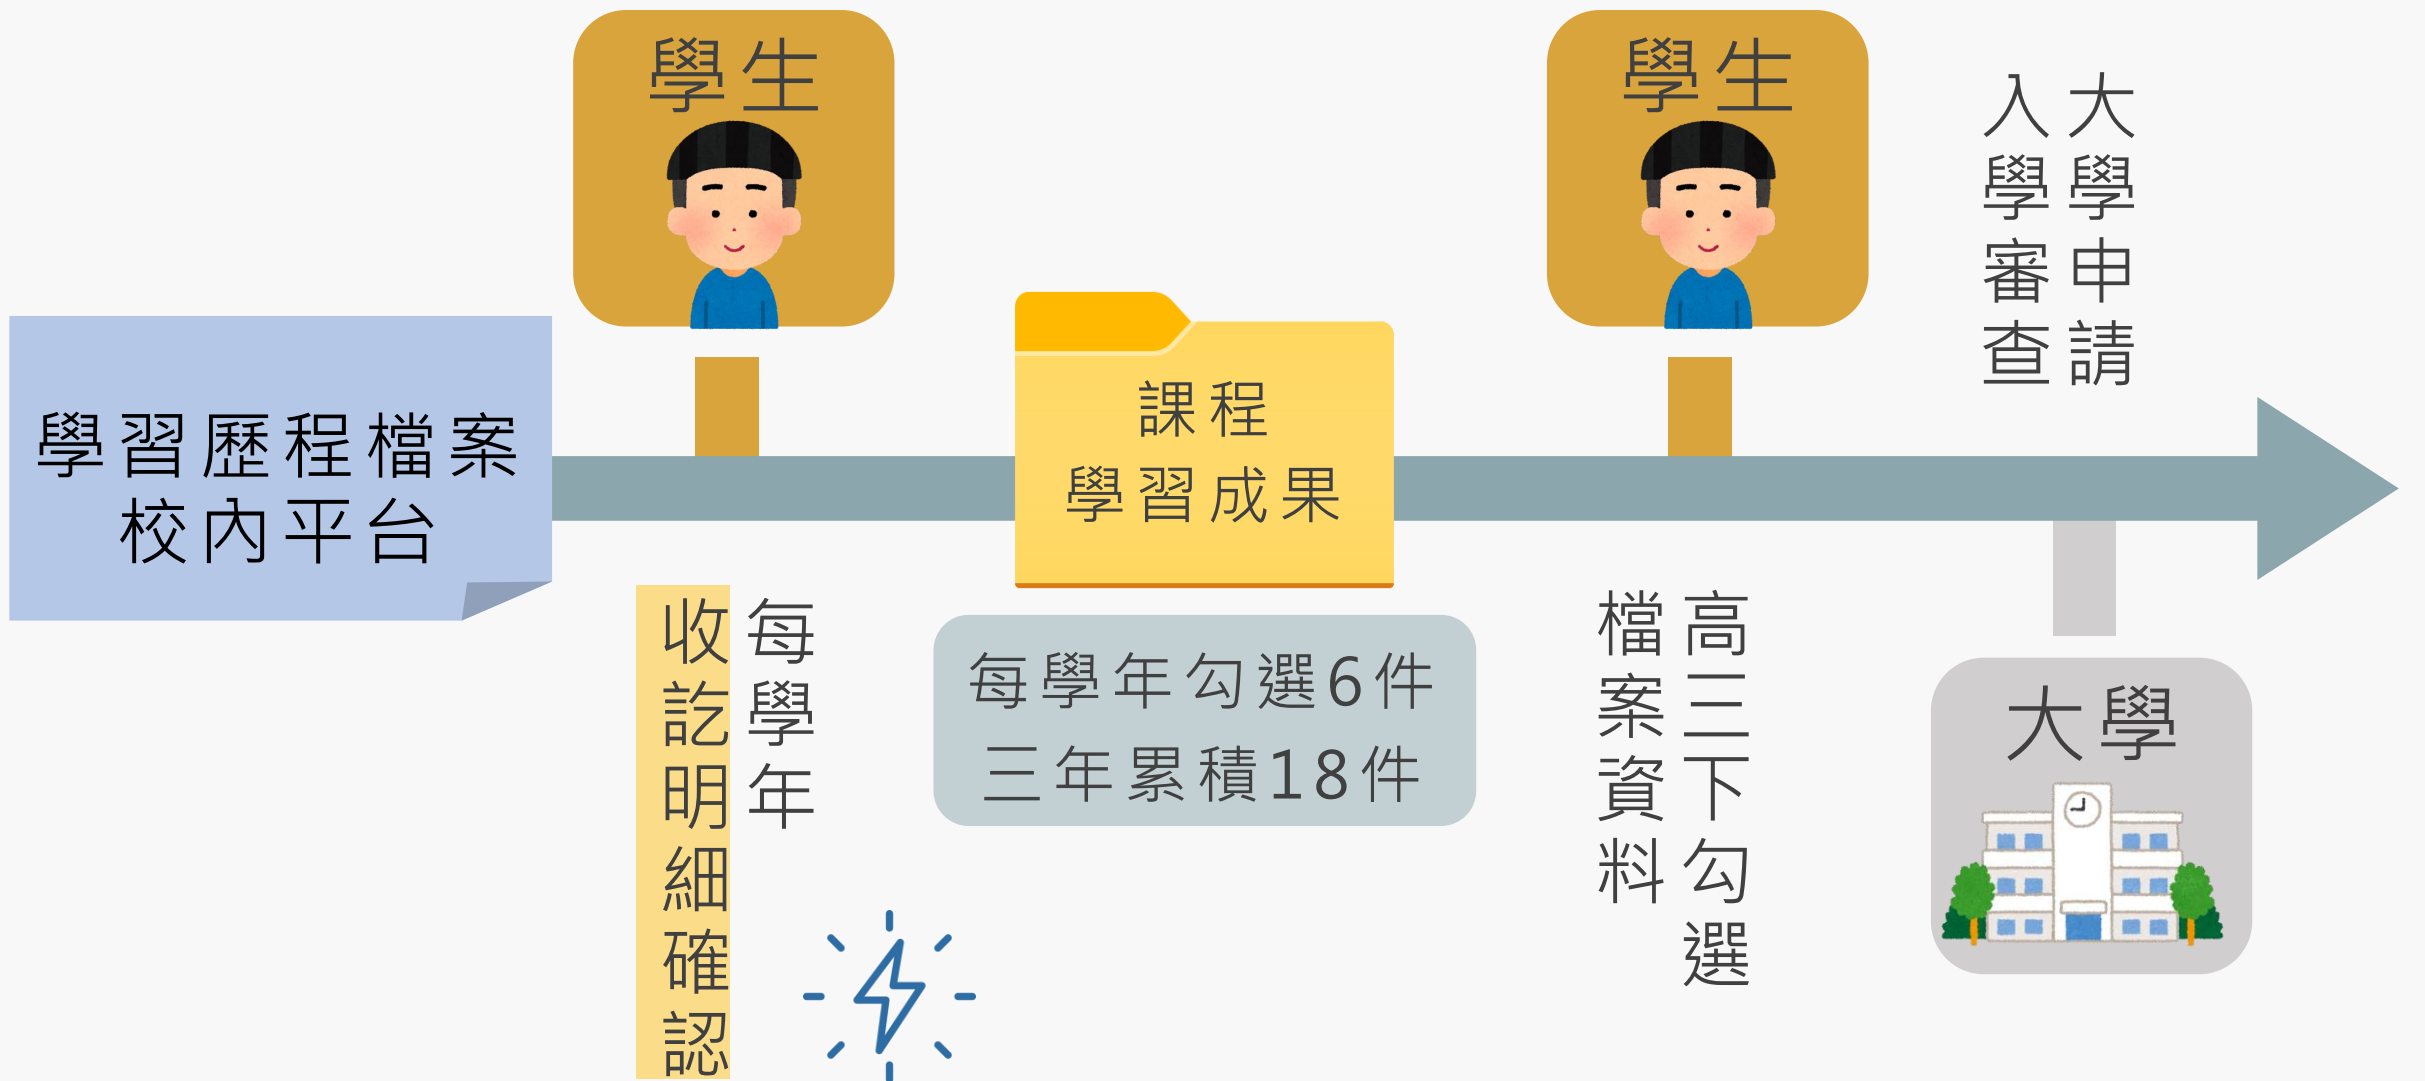 學習歷程檔案
校內平台
學生
每學年
收訖明細確認
課程
學習成果
每學年勾選6件
三年累積18件
學生
高三下勾選
檔案資料
大學申請
入學審查
大學